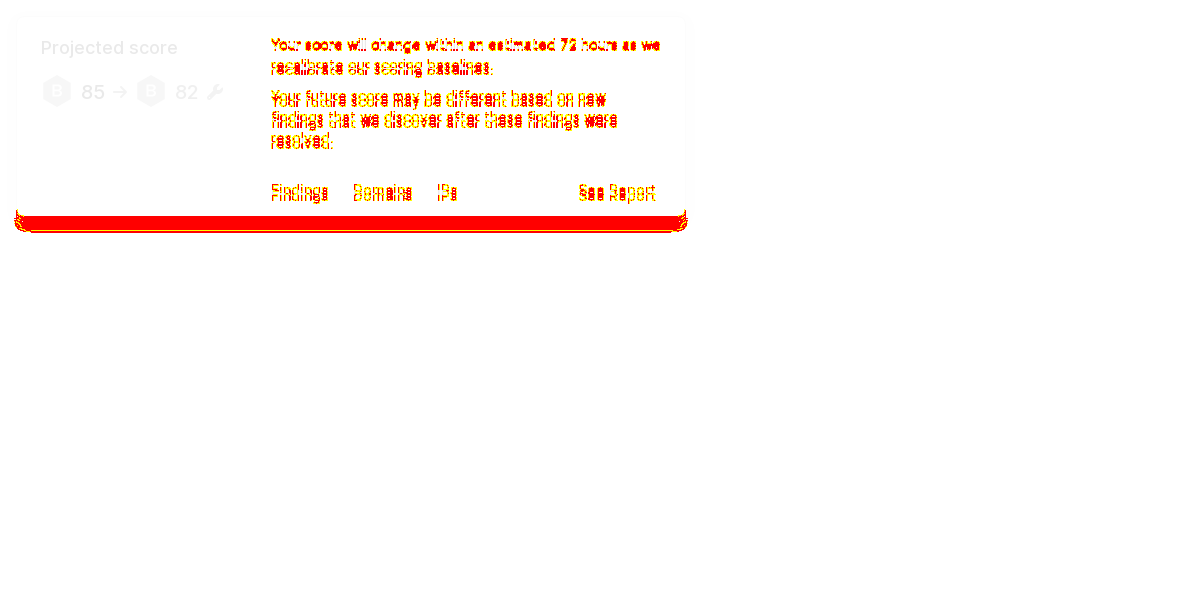 Projected score
B 85 → B 82
Your score will change within an estimated 72 hours as we
recalibrate our scoring baselines.
Your future score may be different based on new
findings that we discover after these findings were
resolved.
Findings Domains IPs See Report